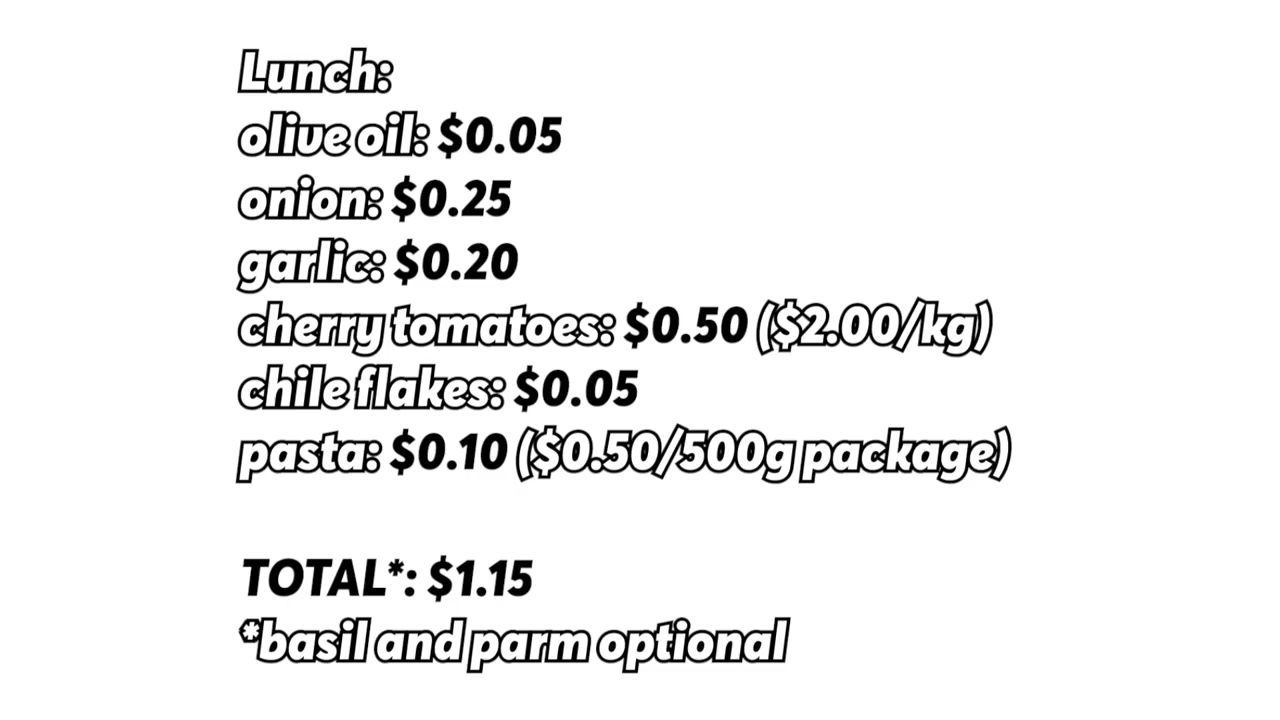 Lunch:
olive oil: $0.05
onion: $0.25
garlic: $0.20
cherry tomatoes: $0.50 ($2.00/kg)
chile flakes: $0.05
pasta: $0.10 ($0.50/500g package)
TOTAL*: $1.15
*basil and parm optional